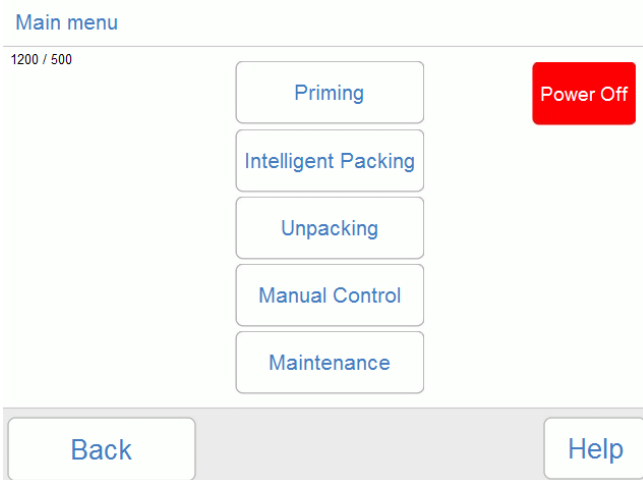 Main menu
1200 / 500
Priming
Power Off
Intelligent Packing
Unpacking
Manual Control
Maintenance
Back
Help